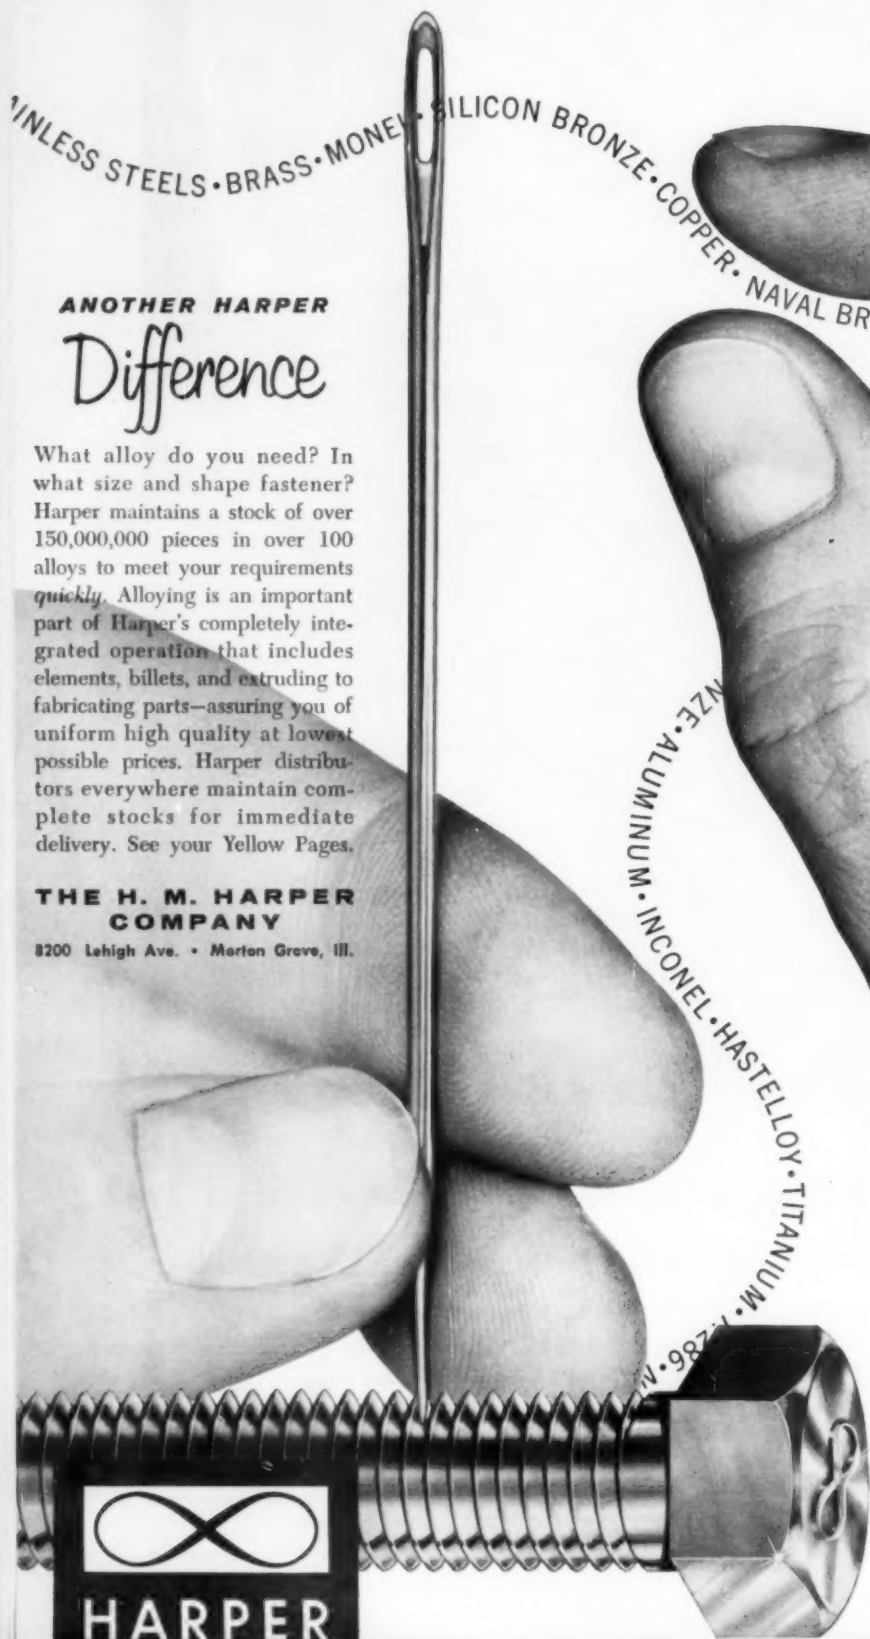 STEELS•BRASS•MONEL•SILICON BRONZE•COPPER•NAVAL
ANOTHER HARPER
Difference
What alloy do you need? In
what size and shape fastener?
Harper maintains a stock of over
150,000,000 pieces in over 100
alloys to meet your requirements
quickly. Alloying is an important
part of Harper's completely inte-
grated operation that includes
elements, billets, and extruding to
fabricating parts—assuring you of
uniform high quality at lowest
possible prices. Harper distribu-
tors everywhere maintain com-
plete stocks for immediate
delivery. See your Yellow Pages.
THE H. M. HARPER
COMPANY
8200 Lehigh Ave. • Morton Grove, Ill.
NZE•ALUMINUM•INCONEL•HASTELLOY•TITANIUM•
HARPER